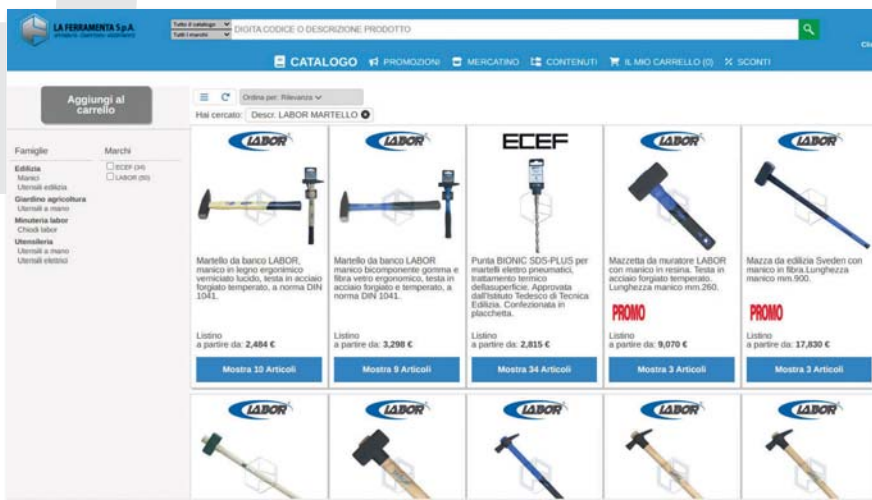 LA FERRAMENTA S.p.A.
Tutto il catalogo
Tutti i marchi
DIGITA CODICE O DESCRIZIONE PRODOTTO
CATALOGO
PROMOZIONI
MERCATINO
CONTENUTI
IL MIO CARRELLO (0)
SCONTI
Aggiungi al
carrello
Ordina per: Rilevanza
Hai cercato: Descr. LABOR MARTELLO
Famiglie
Edilizia
Manici
Utensili edilizia
Giardino agricoltura
Utensili a mano
Minuteria labor
Chiodi labor
Utensileria
Utensili a mano
Utensili elettrici
Marchi
ECEF (34)
LABOR (50)
LABOR
Martello da banco LABOR,
manico in legno ergonimico
verniciato lucido, testa in acciaio
forgiato temperato, a norma DIN
1041.
Listino
a partire da: 2,484 €
Mostra 10 Articoli
LABOR
Martello da banco LABOR
manico bicomponente gomma e
fibra vetro ergonomico, testa in
acciaio forgiato e temperato, a
norma DIN 1041.
Listino
a partire da: 3,298 €
Mostra 9 Articoli
ECEF
Punta BIONIC SDS-PLUS per
martelli elettro pneumatici,
trattamento termico
dellasuperficie. Approvata
dall'Istituto Tedesco di Tecnica
Edilizia. Confezionata in
placchetta.
Listino
a partire da: 2,815 €
Mostra 34 Articoli
LABOR
Mazzetta da muratore LABOR
con manico in resina. Testa in
acciaio forgiato temperato.
Lunghezza manico mm.260.
PROMO
Listino
a partire da: 9,070 €
Mostra 3 Articoli
LABOR
Mazza da edilizia Sveden con
manico in fibra.Lunghezza
manico mm.900.
PROMO
Listino
a partire da: 17,830 €
Mostra 3 Articoli
LABOR
LABOR
LABOR
LABOR
LABOR